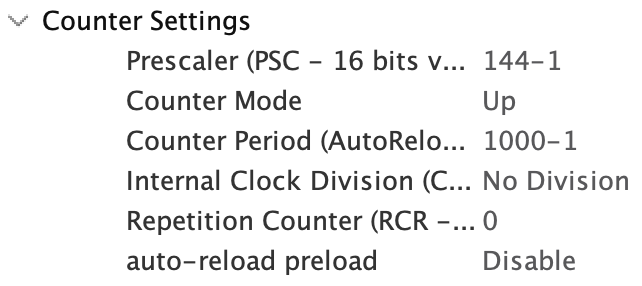 Counter Settings
Prescaler (PSC - 16 bits v... 144-1
Counter Mode Up
Counter Period (AutoRelo... 1000-1
Internal Clock Division (C... No Division
Repetition Counter (RCR -... 0
auto-reload preload Disable